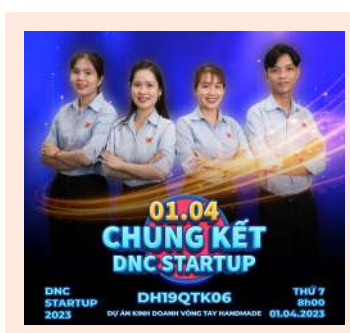 01.04
CHUNG KẾT
DNC STARTUP
DNC
STARTUP
2023
DH19QTK06
DỰ ÁN KINH DOANH VÒNG TAY HANDMADE
THỨ 7
8h00
01.04.2023